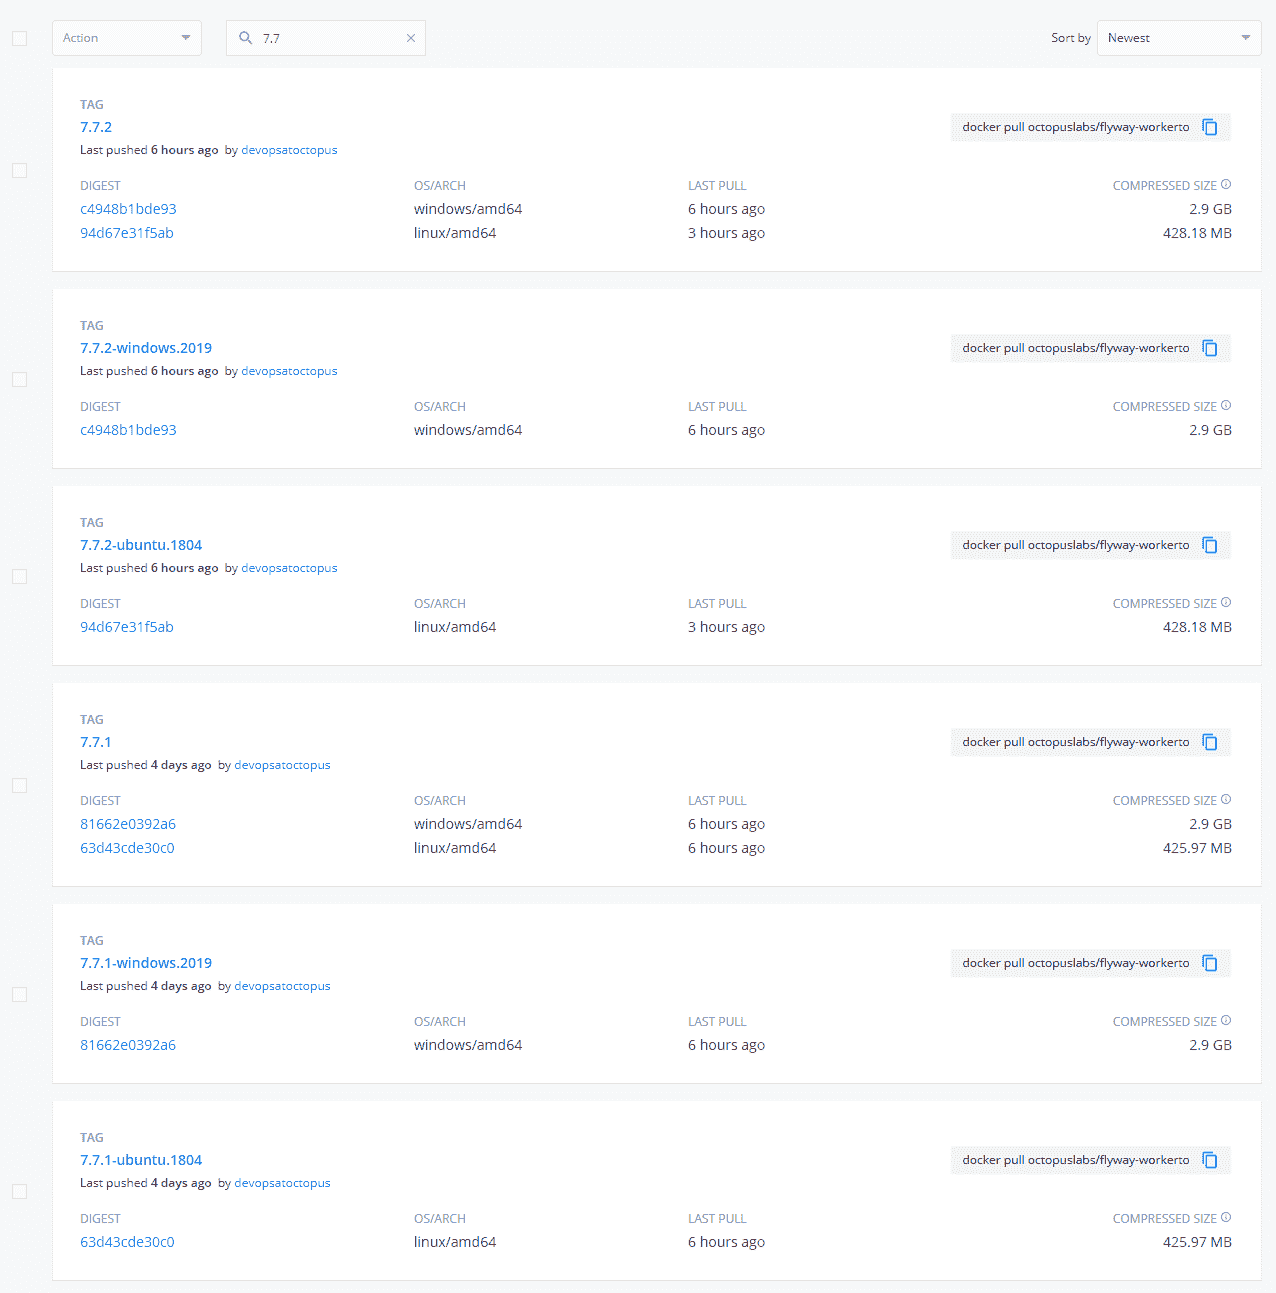 Action 7.7 Sort by Newest
TAG
7.7.2 docker pull octopuslabs/flyway-workerto
Last pushed 6 hours ago by devopsatoctopus
DIGEST OS/ARCH LAST PULL COMPRESSED SIZE
c4948b1bde93 windows/amd64 6 hours ago 2.9 GB
94d67e31f5ab linux/amd64 3 hours ago 428.18 MB
TAG
7.7.2-windows.2019 docker pull octopuslabs/flyway-workerto
Last pushed 6 hours ago by devopsatoctopus
DIGEST OS/ARCH LAST PULL COMPRESSED SIZE
c4948b1bde93 windows/amd64 6 hours ago 2.9 GB
TAG
7.7.2-ubuntu.1804 docker pull octopuslabs/flyway-workerto
Last pushed 6 hours ago by devopsatoctopus
DIGEST OS/ARCH LAST PULL COMPRESSED SIZE
94d67e31f5ab linux/amd64 3 hours ago 428.18 MB
TAG
7.7.1 docker pull octopuslabs/flyway-workerto
Last pushed 4 days ago by devopsatoctopus
DIGEST OS/ARCH LAST PULL COMPRESSED SIZE
81662e0392a6 windows/amd64 6 hours ago 2.9 GB
63d43cde30c0 linux/amd64 6 hours ago 425.97 MB
TAG
7.7.1-windows.2019 docker pull octopuslabs/flyway-workerto
Last pushed 4 days ago by devopsatoctopus
DIGEST OS/ARCH LAST PULL COMPRESSED SIZE
81662e0392a6 windows/amd64 6 hours ago 2.9 GB
TAG
7.7.1-ubuntu.1804 docker pull octopuslabs/flyway-workerto
Last pushed 4 days ago by devopsatoctopus
DIGEST OS/ARCH LAST PULL COMPRESSED SIZE
63d43cde30c0 linux/amd64 6 hours ago 425.97 MB